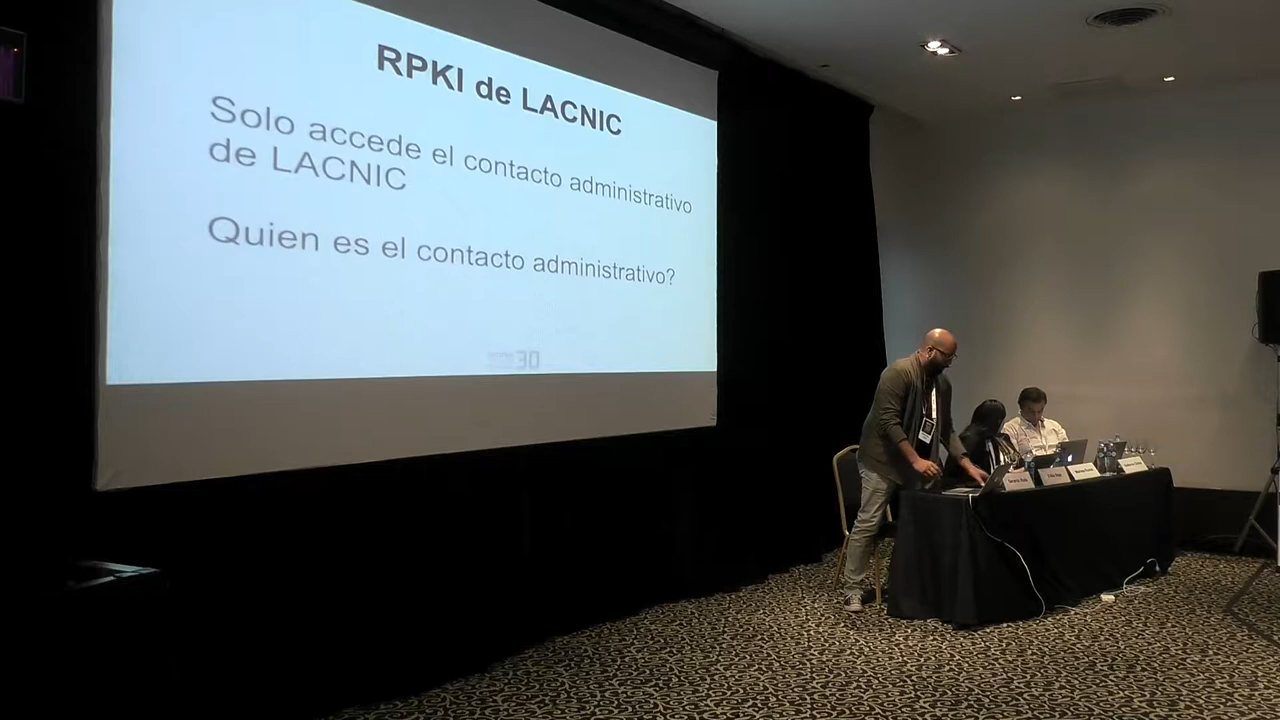 RPKI de LACNIC
Solo accede el contacto administrativo
de LACNIC
Quien es el contacto administrativo?
30